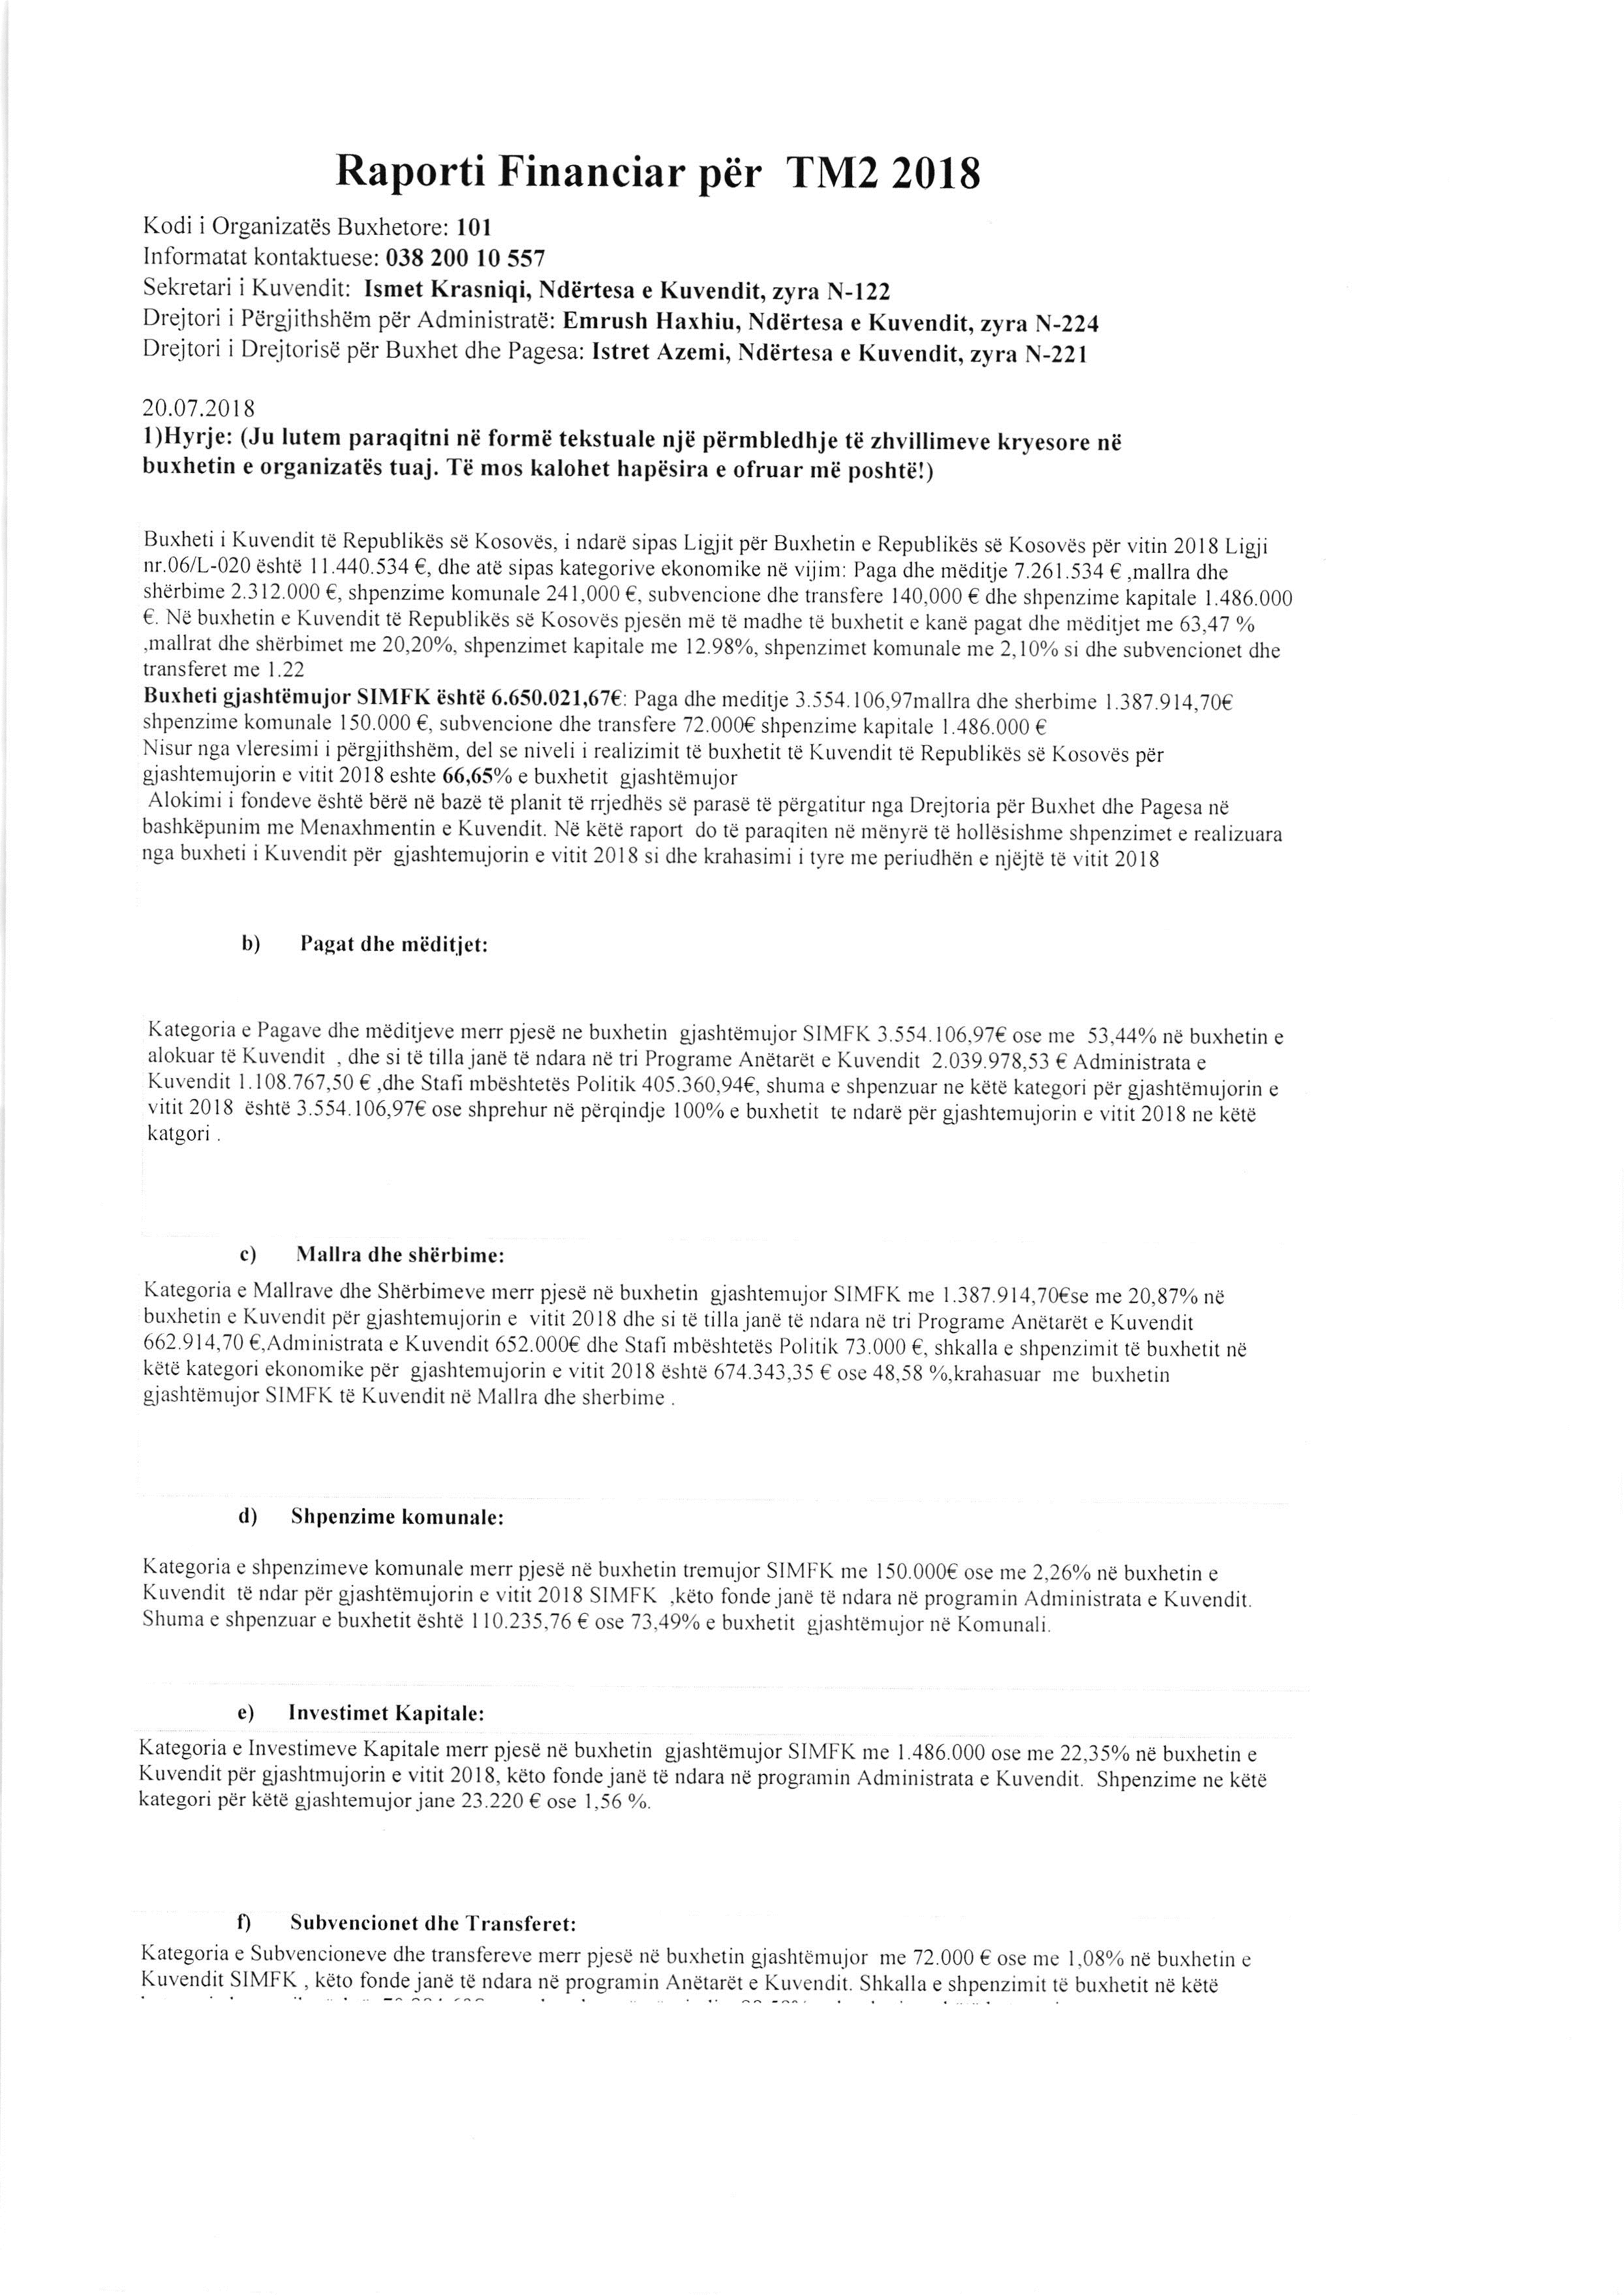 Raporti Financiar për TM2 2018
Kodi i Organizatës Buxhetore: 101
Informatat kontaktuese: 038 200 10 557
Sekretari i Kuvendit: Ismet Krasniqi, Ndërtesa e Kuvendit, zyra N-122
Drejtori i Përgjithshëm për Administratë: Emrush Haxhiu, Ndërtesa e Kuvendit, zyra N-224
Drejtori i Drejtorisë për Buxhet dhe Pagesa: Istret Azemi, Ndërtesa e Kuvendit, zyra N-221
20.07.2018
1)Hyrje: (Ju lutem paraqitni në formë tekstuale një përmbledhje të zhvillimeve kryesore në
buxhetin e organizatës tuaj. Të mos kalohet hapësira e ofruar më poshtë!)
Buxheti i Kuvendit të Republikës së Kosovës, i ndarë sipas Ligjit për Buxhetin e Republikës së Kosovës për vitin 2018 Ligji
nr.06/L-020 është 11.440.534 €, dhe atë sipas kategorive ekonomike në vijim: Paga dhe mëditje 7.261.534 € ,mallra dhe
shërbime 2.312.000 €, shpenzime komunale 241,000 €, subvencione dhe transfere 140,000 € dhe shpenzime kapitale 1.486.000
€. Në buxhetin e Kuvendit të Republikës së Kosovës pjesën më të madhe të buxhetit e kanë pagat dhe mëditjet me 63,47 %
,mallrat dhe shërbimet me 20,20%, shpenzimet kapitale me 12.98%, shpenzimet komunale me 2,10% si dhe subvencionet dhe
transferet me 1.22
Buxheti gjashtëmujor SIMFK është 6.650.021,67€: Paga dhe meditje 3.554.106,97mallra dhe sherbime 1.387.914,70€
shpenzime komunale 150.000 €, subvencione dhe transfere 72.000€ shpenzime kapitale 1.486.000 €
Nisur nga vleresimi i përgjithshëm, del se niveli i realizimit të buxhetit të Kuvendit të Republikës së Kosovës për
gjashtemujorin e vitit 2018 eshte 66,65% e buxhetit gjashtëmujor
Alokimi i fondeve është bërë në bazë të planit të rrjedhës së parasë të përgatitur nga Drejtoria për Buxhet dhe Pagesa në
bashkëpunim me Menaxhmentin e Kuvendit. Në këtë raport do të paraqiten në mënyrë të hollësishme shpenzimet e realizuara
nga buxheti i Kuvendit për gjashtemujorin e vitit 2018 si dhe krahasimi i tyre me periudhën e njëjtë të vitit 2018
b) Pagat dhe mëditjet:
Kategoria e Pagave dhe mëditjeve merr pjesë ne buxhetin gjashtëmujor SIMFK 3.554.106,97€ ose me 53,44% në buxhetin e
alokuar të Kuvendit , dhe si të tilla janë të ndara në tri Programe Anëtarët e Kuvendit 2.039.978,53 € Administrata e
Kuvendit 1.108.767,50 € ,dhe Stafi mbështetës Politik 405.360,94€, shuma e shpenzuar ne këtë kategori për gjashtëmujorin e
vitit 2018 është 3.554.106,97€ ose shprehur në përqindje 100% e buxhetit te ndarë për gjashtemujorin e vitit 2018 ne këtë
katgori .
c) Mallra dhe shërbime:
Kategoria e Mallrave dhe Shërbimeve merr pjesë në buxhetin gjashtemujor SIMFK me 1.387.914,70€se me 20,87% në
buxhetin e Kuvendit për gjashtemujorin e vitit 2018 dhe si të tilla janë të ndara në tri Programe Anëtarët e Kuvendit
662.914,70 €,Administrata e Kuvendit 652.000€ dhe Stafi mbështetës Politik 73.000 €, shkalla e shpenzimit të buxhetit në
këtë kategori ekonomike për gjashtemujorin e vitit 2018 është 674.343,35 € ose 48,58 %,krahasuar me buxhetin
gjashtëmujor SIMFK të Kuvendit në Mallra dhe sherbime .
d) Shpenzime komunale:
Kategoria e shpenzimeve komunale merr pjesë në buxhetin tremujor SIMFK me 150.000€ ose me 2,26% në buxhetin e
Kuvendit të ndar për gjashtëmujorin e vitit 2018 SIMFK ,këto fonde janë të ndara në programin Administrata e Kuvendit.
Shuma e shpenzuar e buxhetit është 110.235,76 € ose 73,49% e buxhetit gjashtëmujor në Komunali.
e) Investimet Kapitale:
Kategoria e Investimeve Kapitale merr pjesë në buxhetin gjashtëmujor SIMFK me 1.486.000 ose me 22,35% në buxhetin e
Kuvendit për gjashtmujorin e vitit 2018, këto fonde janë të ndara në programin Administrata e Kuvendit. Shpenzime ne këtë
kategori për këtë gjashtemujor jane 23.220 € ose 1,56 %.
f) Subvencionet dhe Transferet:
Kategoria e Subvencioneve dhe transfereve merr pjesë në buxhetin gjashtëmujor me 72.000 € ose me 1,08% në buxhetin e
Kuvendit SIMFK , këto fonde janë të ndara në programin Anëtarët e Kuvendit. Shkalla e shpenzimit të buxhetit në këtë